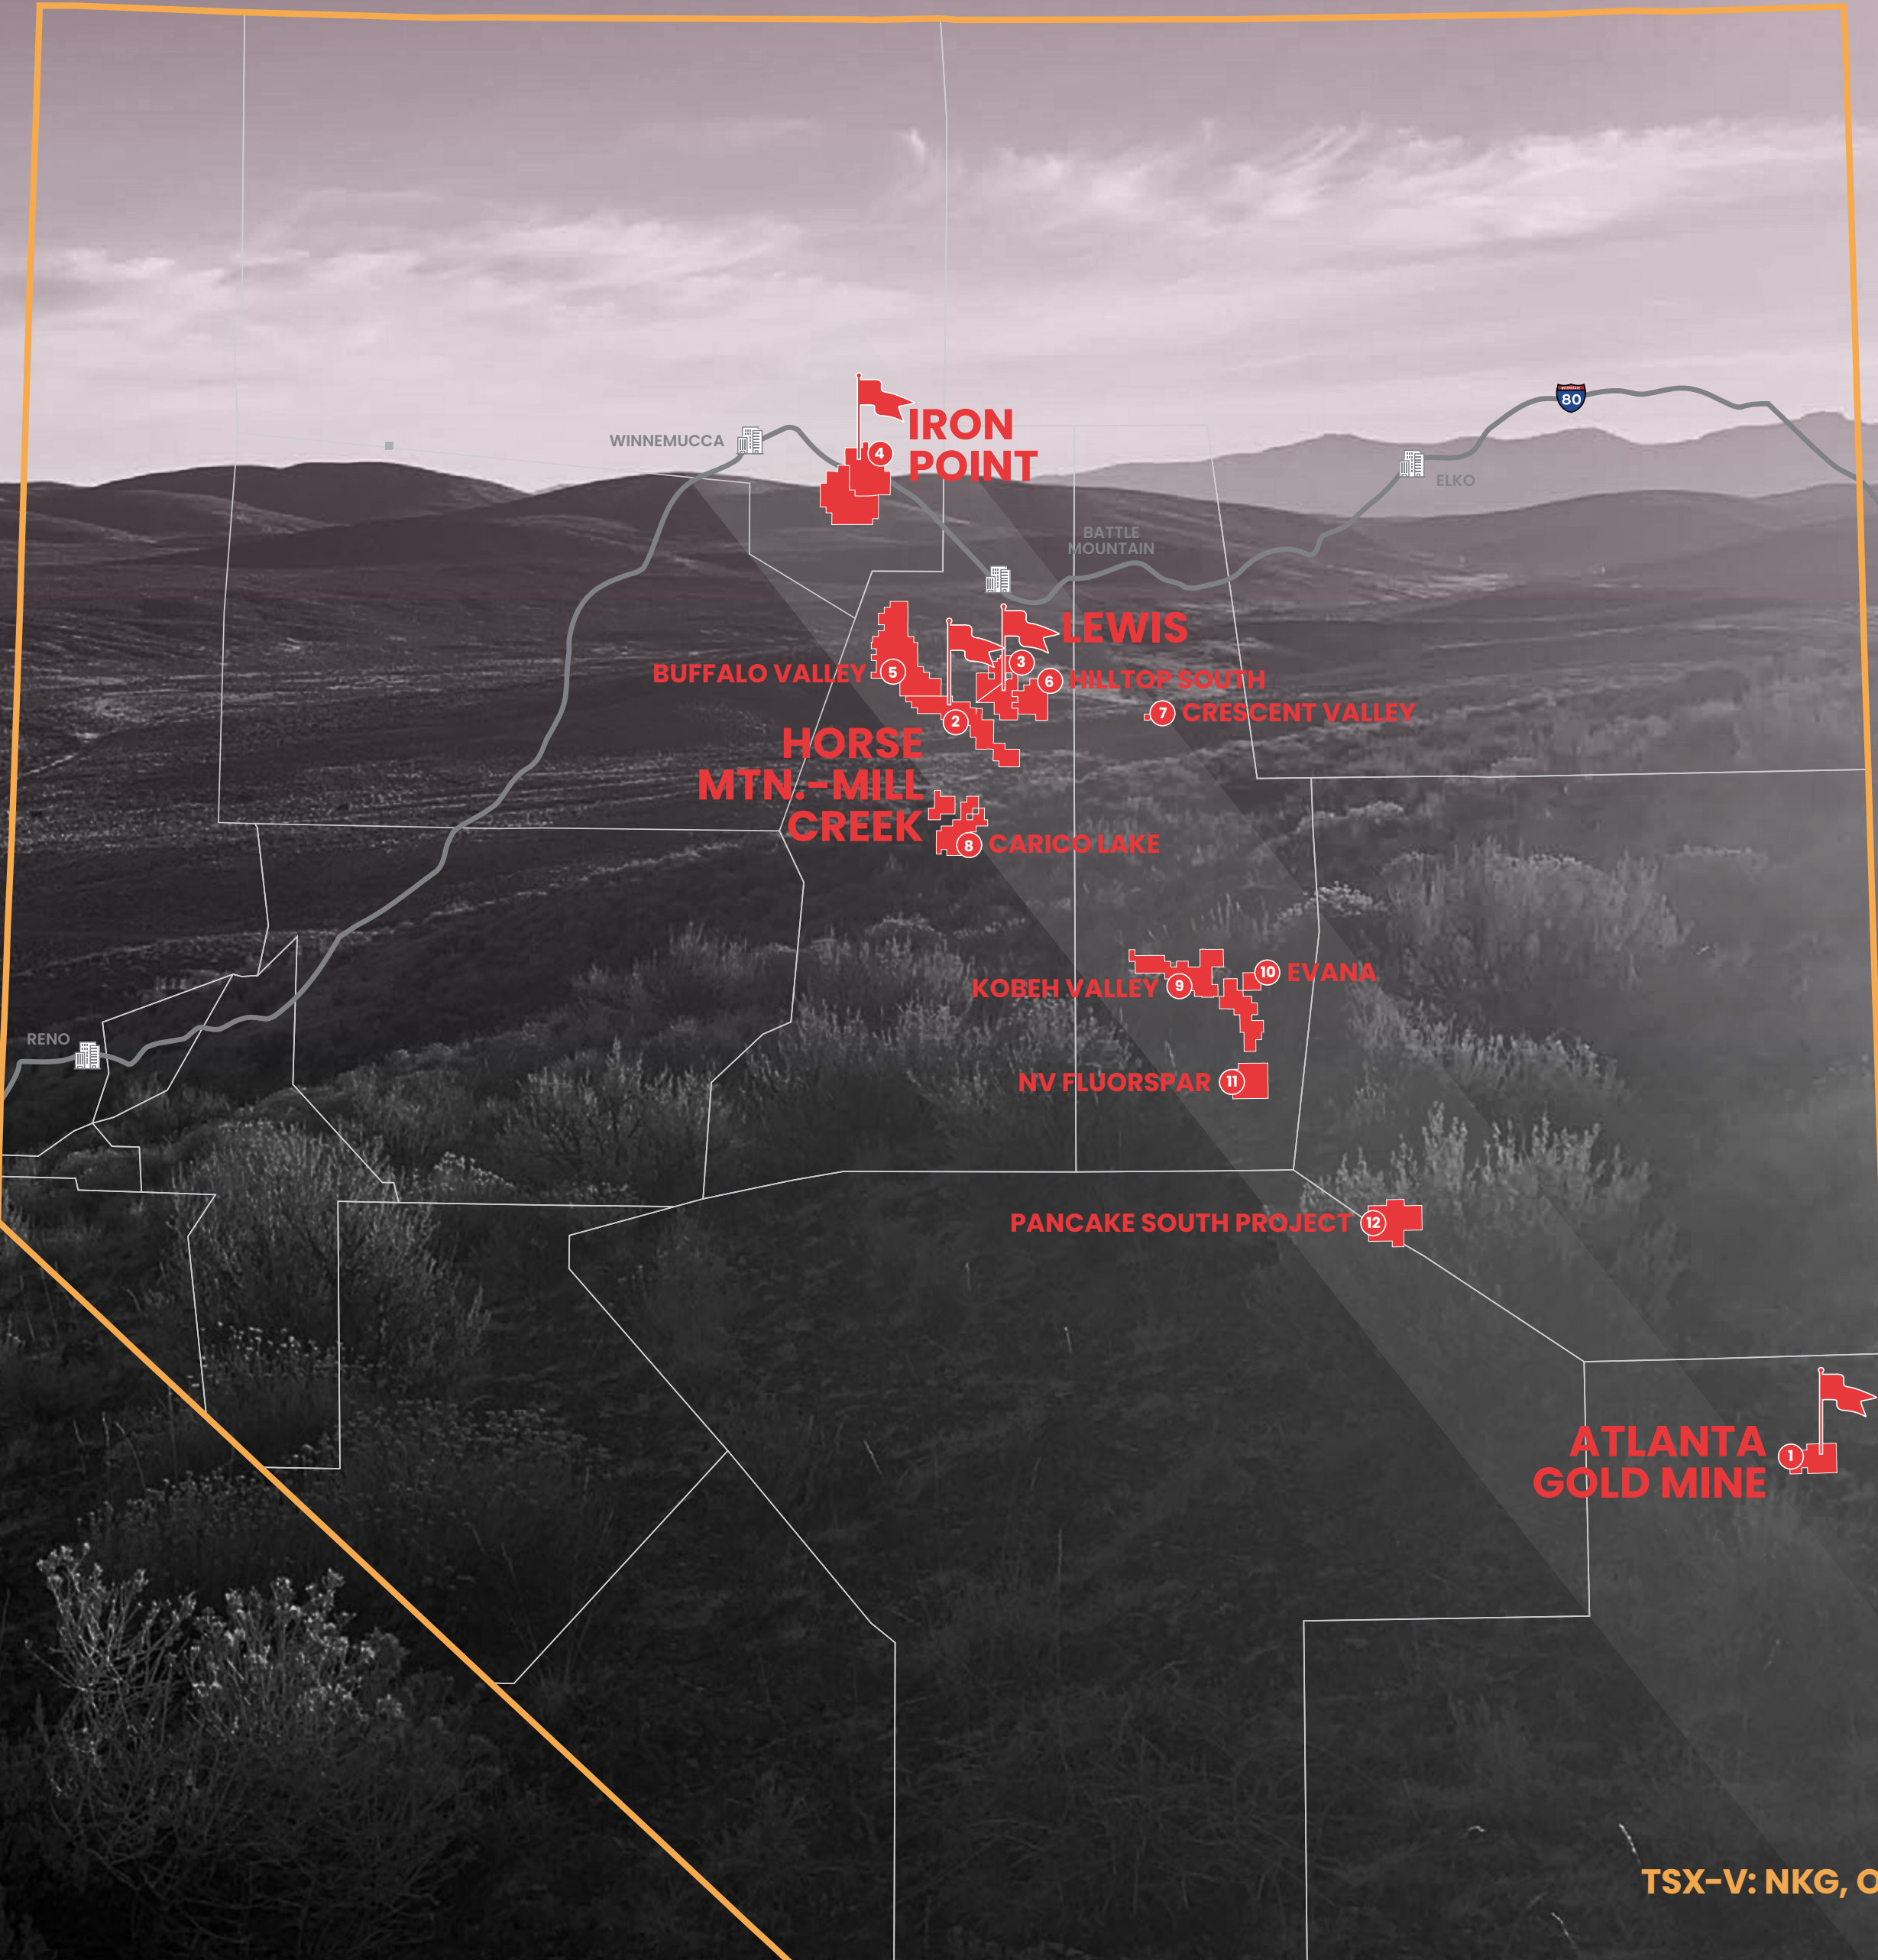 80
IRON
POINT
4
WINNEMUCCA
ELKO
BATTLE
MOUNTAIN
LEWIS
3
BUFFALO VALLEY
5
6
HILLTOP SOUTH
7
CRESCENT VALLEY
2
HORSE
MTN.-MILL
CREEK
8
CARICO LAKE
10
EVANA
KOBEH VALLEY
9
RENO
NV FLUORSPAR
11
PANCAKE SOUTH PROJECT
12
ATLANTA
GOLD MINE
1
TSX-V: NKG, O